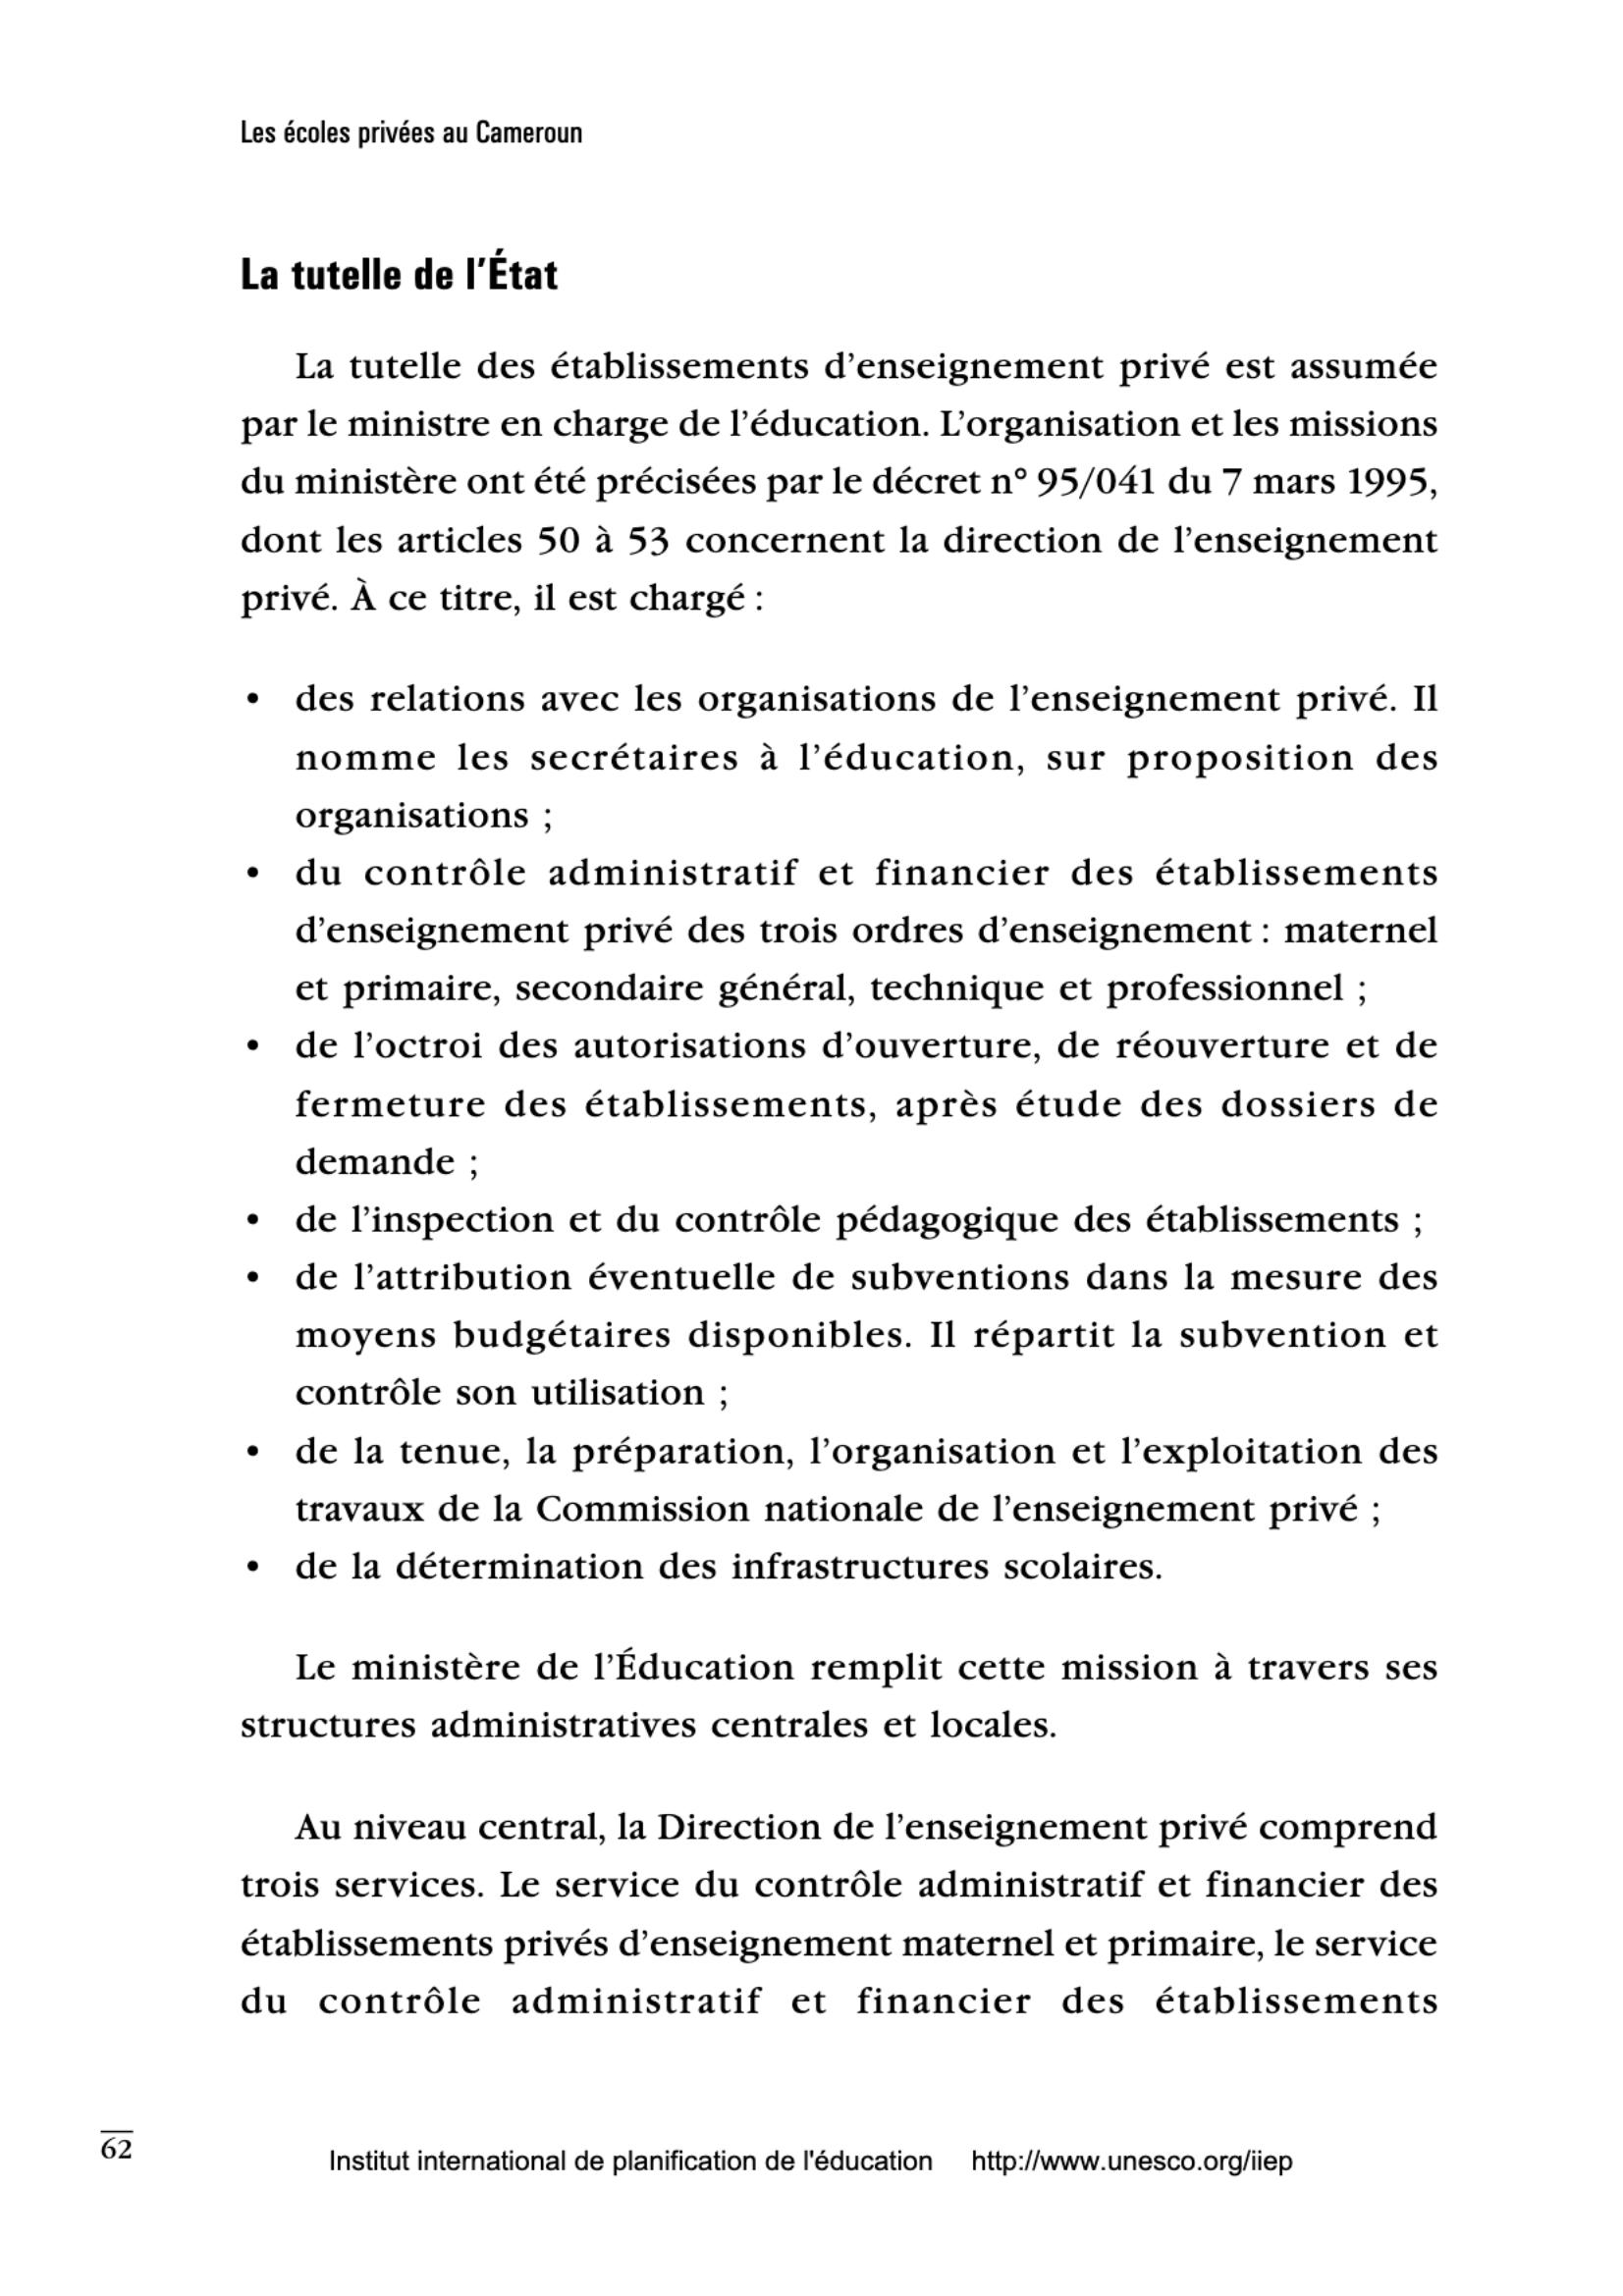 Les écoles privées au Cameroun
La tutelle de l'État
La tutelle des établissements d'enseignement privé est assumée
par le ministre en charge de l'éducation. L'organisation et les missions
du ministère ont été précisées par le décret n° 95/041 du 7 mars 1995,
dont les articles 50 à 53 concernent la direction de l'enseignement
privé. À ce titre, il est chargé :
• des relations avec les organisations de l'enseignement privé. Il
nomme les secrétaires à l'éducation, sur proposition des
organisations ;
• du contrôle administratif et financier des établissements
d'enseignement privé des trois ordres d'enseignement : maternel
et primaire, secondaire général, technique et professionnel ;
• de l'octroi des autorisations d'ouverture, de réouverture et de
fermeture des établissements, après étude des dossiers de
demande ;
• de l'inspection et du contrôle pédagogique des établissements ;
• de l'attribution éventuelle de subventions dans la mesure des
moyens budgétaires disponibles. Il répartit la subvention et
contrôle son utilisation ;
• de la tenue, la préparation, l'organisation et l'exploitation des
travaux de la Commission nationale de l'enseignement privé ;
• de la détermination des infrastructures scolaires.
Le ministère de l'Éducation remplit cette mission à travers ses
structures administratives centrales et locales.
Au niveau central, la Direction de l'enseignement privé comprend
trois services. Le service du contrôle administratif et financier des
établissements privés d'enseignement maternel et primaire, le service
du contrôle administratif et financier des établissements
62
Institut international de planification de l'éducation http://www.unesco.org/iiep